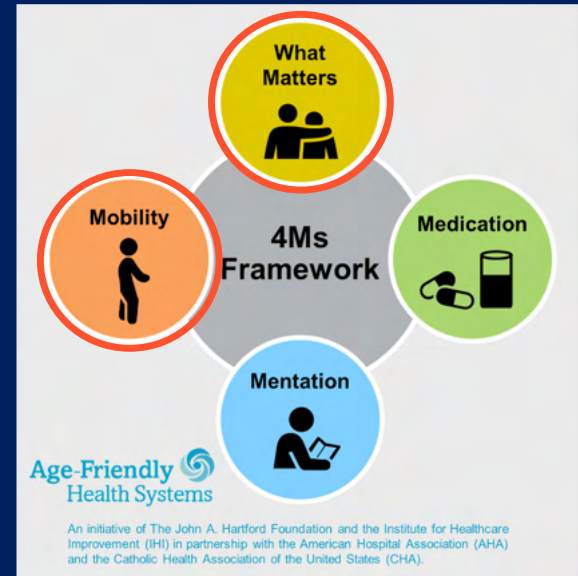 What
Matters
Mobility
4Ms
Framework
Medication
Mentation
Age-Friendly
Health Systems
An initiative of The John A. Hartford Foundation and the Institute for Healthcare
Improvement (IHI) in partnership with the American Hospital Association (AHA)
and the Catholic Health Association of the United States (CHA).